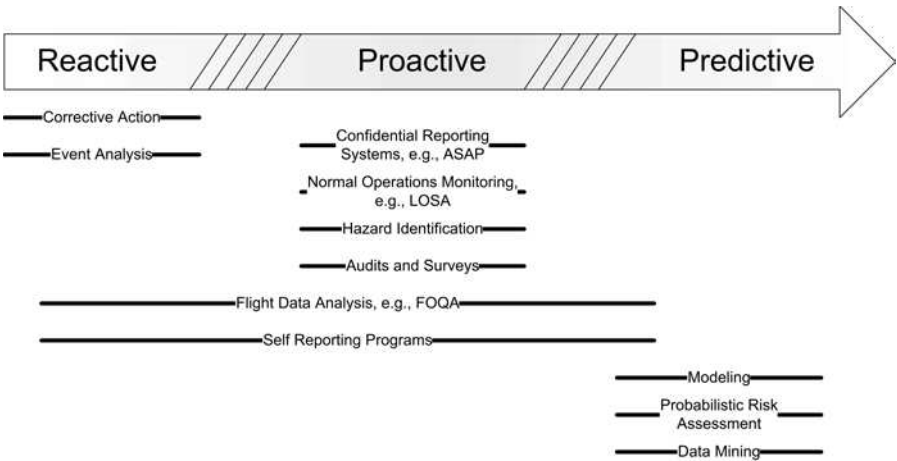 Reactive
Proactive
Predictive
Corrective Action
Event Analysis
Confidential Reporting
Systems, e.g., ASAP
Normal Operations Monitoring,
e.g., LOSA
Hazard Identification
Audits and Surveys
Flight Data Analysis, e.g., FOQA
Self Reporting Programs
Modeling
Probabilistic Risk
Assessment
Data Mining